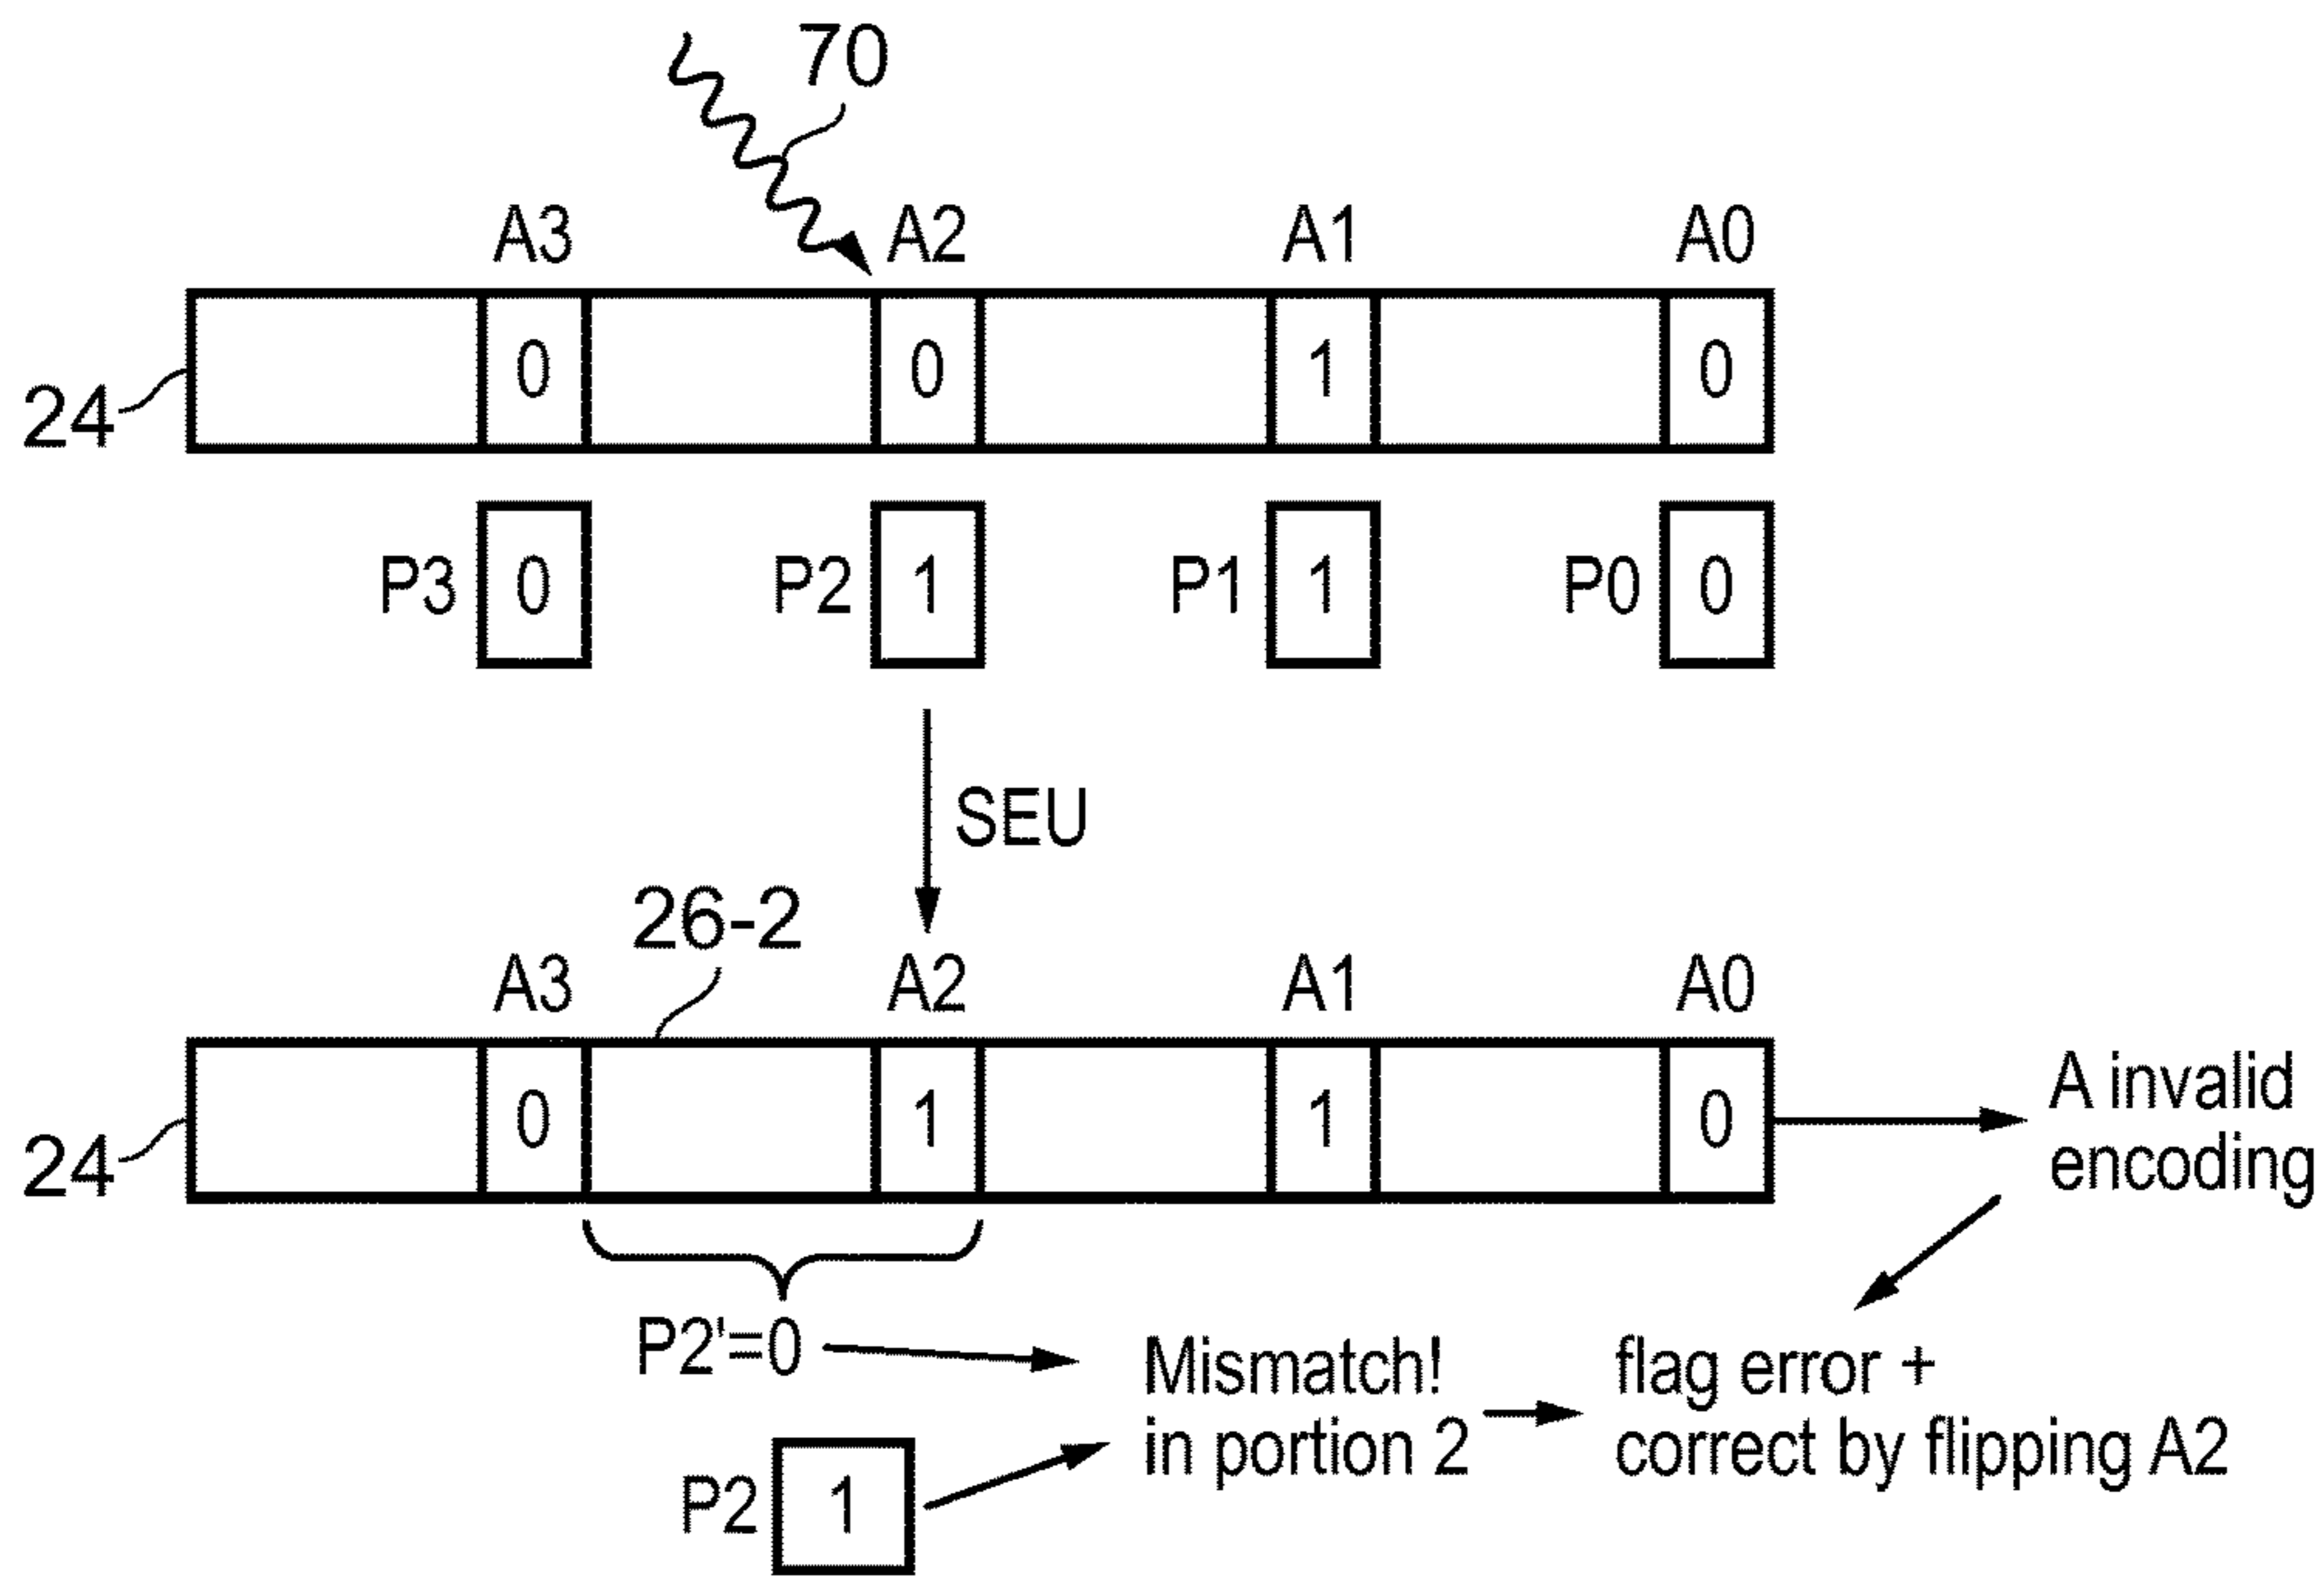 70
A3 A2 A1 A0
24 0 0 1 0
P3 0 P2 1 P1 1 P0 0
SEU
26-2
A3 A2 A1 A0
24 0 1 1 0
A invalid
encoding
P2'=0
Mismatch!
in portion 2
flag error +
correct by flipping A2
P2 1